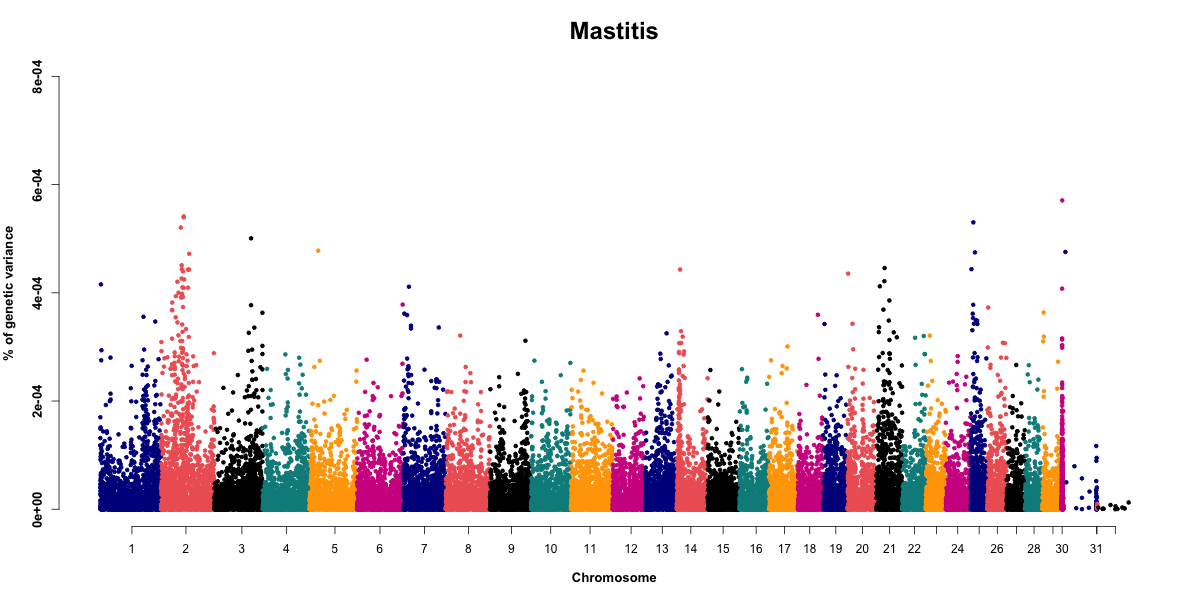 Mastitis
% of genetic variance
8e-04
6e-04
4e-04
2e-04
0e+00
1 2 3 4 5 6 7 8 9 10 11 12 13 14 15 16 17 18 19 20 21 22 24 26 28 30 31
Chromosome